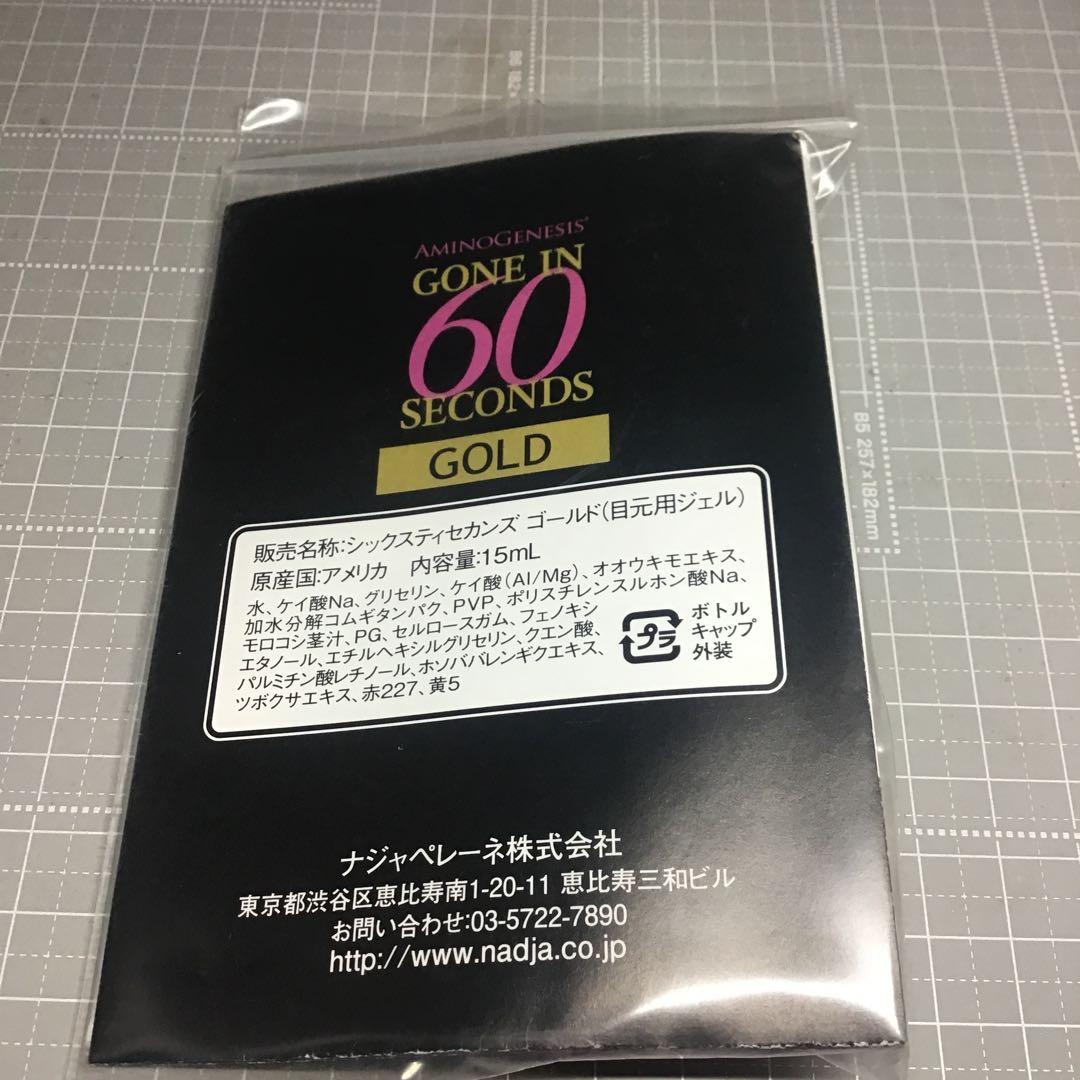 AMINOGENESIS®
GONE IN
60
SECONDS
GOLD
販売名称:シックスティセカンズ ゴールド(目元用ジェル)
原産国:アメリカ 内容量:15mL
水、ケイ酸Na、グリセリン、ケイ酸(Al/Mg)、オオウキモエキス、
加水分解コムギタンパク、PVP、ポリスチレンスルホン酸Na、
モロコシ茎汁、PG、セルロースガム、フェノキシ
エタノール、エチルヘキシルグリセリン、クエン酸、
パルミチン酸レチノール、ホソババレンギクエキス、
ツボクサエキス、赤227、黄5
プラ
ボトル
キャップ
外装
ナジャペレーネ株式会社
東京都渋谷区恵比寿南1-20-11 恵比寿三和ビル
お問い合わせ:03-5722-7890
http://www.nadja.co.jp
B5 257×182mm